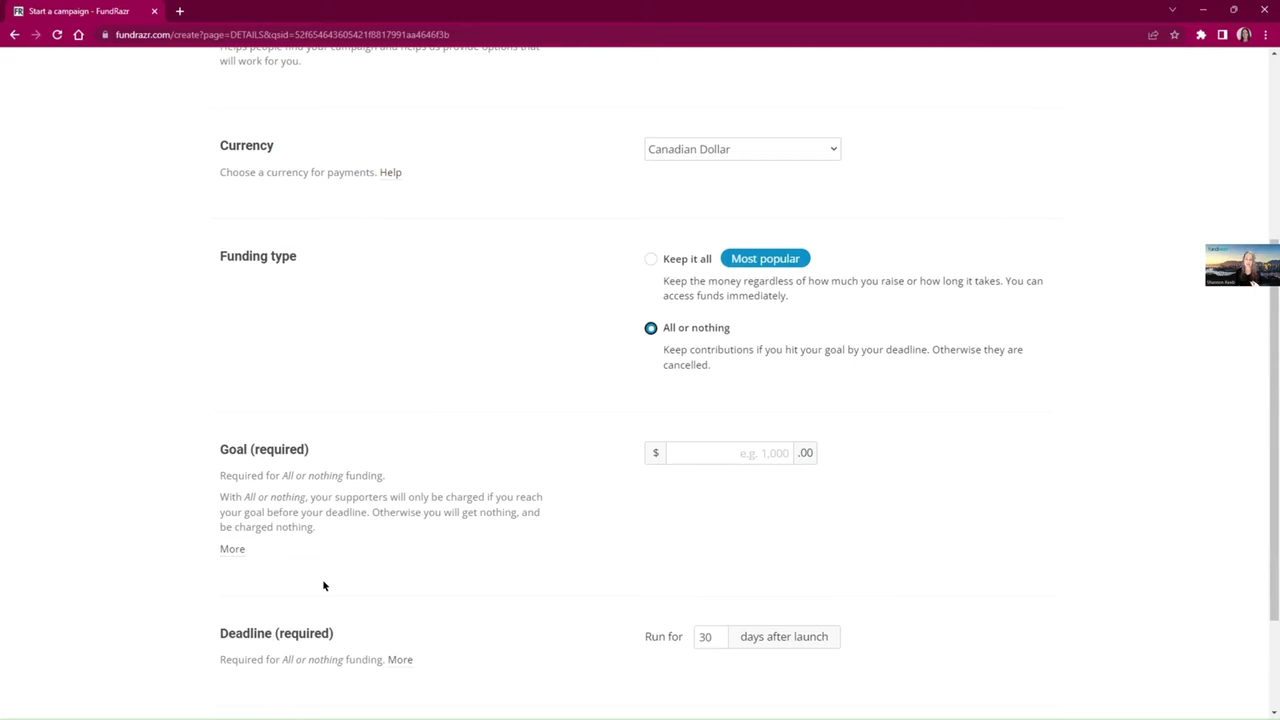 Start a campaign - FundRazr
fundrazr.com/create?page=DETAILS&qsid=52f654643605421f8817991aa4646f3b
Helps people find your campaign and helps us provide options that
will work for you.
Currency
Canadian Dollar
Choose a currency for payments. Help
Funding type
Keep it all Most popular
Keep the money regardless of how much you raise or how long it takes. You can
access funds immediately.
All or nothing
Keep contributions if you hit your goal by your deadline. Otherwise they are
cancelled.
Goal (required)
$ e.g. 1,000 .00
Required for All or nothing funding.
With All or nothing, your supporters will only be charged if you reach
your goal before your deadline. Otherwise you will get nothing, and
be charged nothing.
More
Deadline (required)
Run for 30 days after launch
Required for All or nothing funding. More